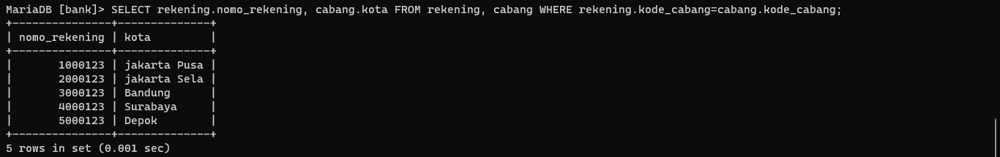 MariaDB [bank]> SELECT rekening.nomo_rekening, cabang.kota FROM rekening, cabang WHERE rekening.kode_cabang=cabang.kode_cabang;
+---------------+--------------+
| nomo_rekening | kota         |
+---------------+--------------+
|       1000123 | jakarta Pusa |
|       2000123 | jakarta Sela |
|       3000123 | Bandung      |
|       4000123 | Surabaya     |
|       5000123 | Depok        |
+---------------+--------------+
5 rows in set (0.001 sec)